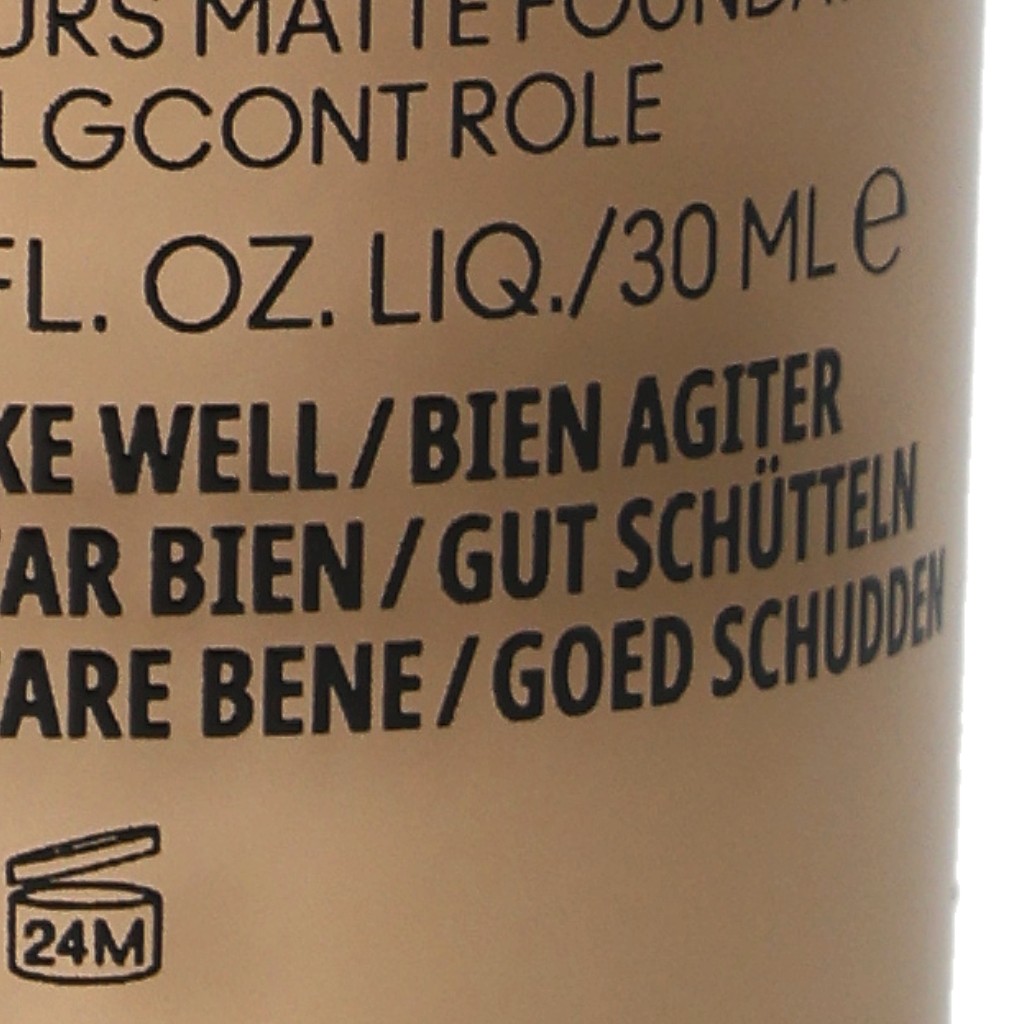 URS MATTE FOUNDA
LGCONT ROLE
FL. OZ. LIQ./30 ML e
KE WELL / BIEN AGITER
AR BIEN / GUT SCHÜTTELN
ARE BENE / GOED SCHUDDEN
24M